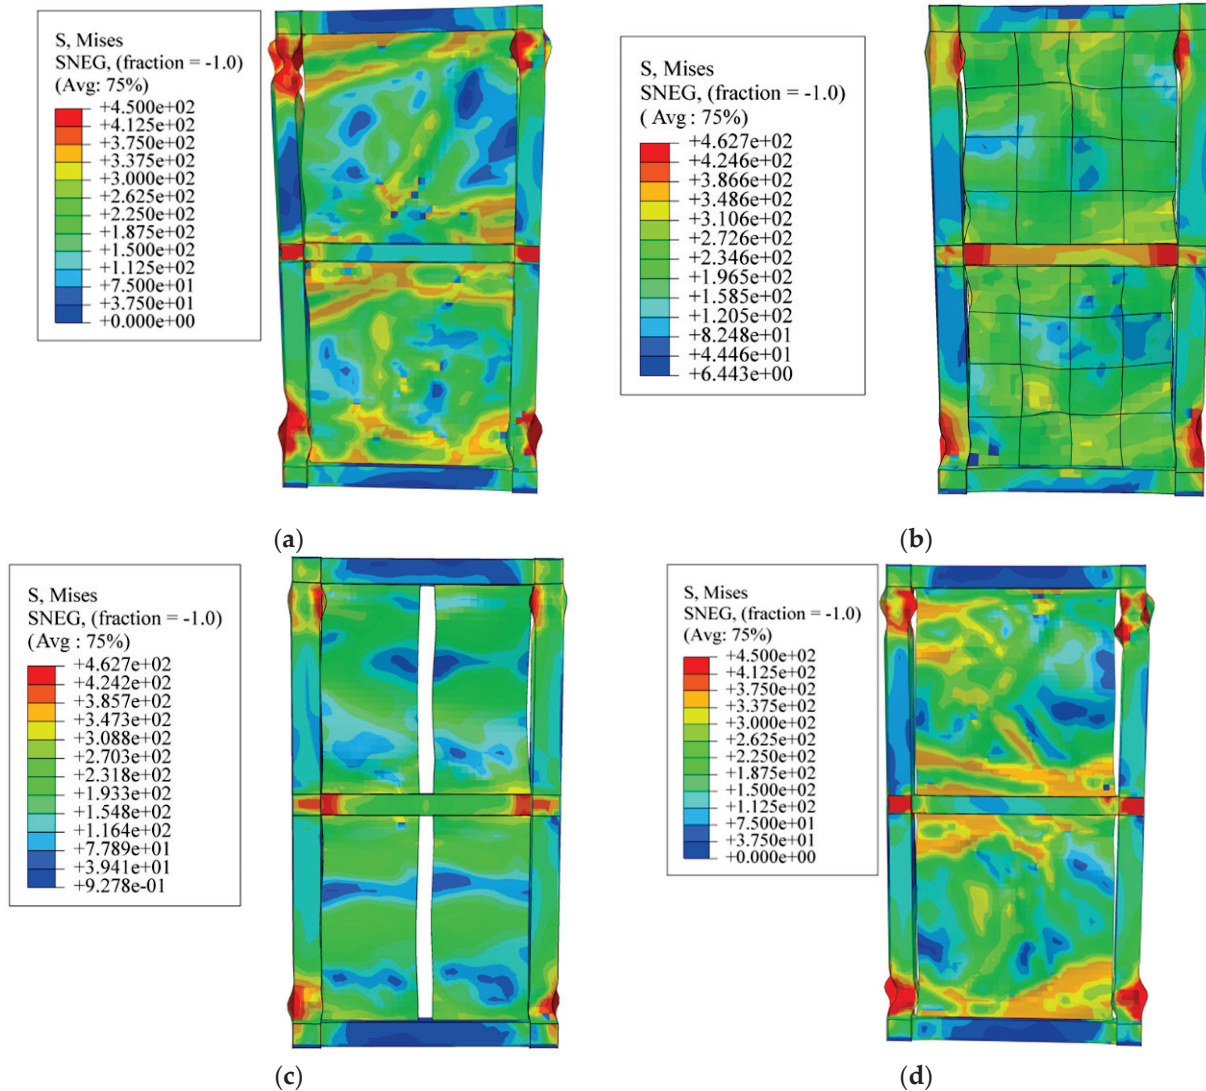 S, Mises
SNEG, (fraction = -1.0)
(Avg: 75%)
+4.500e+02
+4.125e+02
+3.750e+02
+3.375e+02
+3.000e+02
+2.625e+02
+2.250e+02
+1.875e+02
+1.500e+02
+1.125e+02
+7.500e+01
+3.750e+01
+0.000e+00
(a)
S, Mises
SNEG, (fraction = -1.0)
( Avg : 75%)
+4.627e+02
+4.246e+02
+3.866e+02
+3.486e+02
+3.106e+02
+2.726e+02
+2.346e+02
+1.965e+02
+1.585e+02
+1.205e+02
+8.248e+01
+4.446e+01
+6.443e+00
(b)
S, Mises
SNEG, (fraction = -1.0)
(Avg : 75%)
+4.627e+02
+4.242e+02
+3.857e+02
+3.473e+02
+3.088e+02
+2.703e+02
+2.318e+02
+1.933e+02
+1.548e+02
+1.164e+02
+7.789e+01
+3.941e+01
+9.278e-01
(c)
S, Mises
SNEG, (fraction = -1.0)
(Avg: 75%)
+4.500e+02
+4.125e+02
+3.750e+02
+3.375e+02
+3.000e+02
+2.625e+02
+2.250e+02
+1.875e+02
+1.500e+02
+1.125e+02
+7.500e+01
+3.750e+01
+0.000e+00
(d)